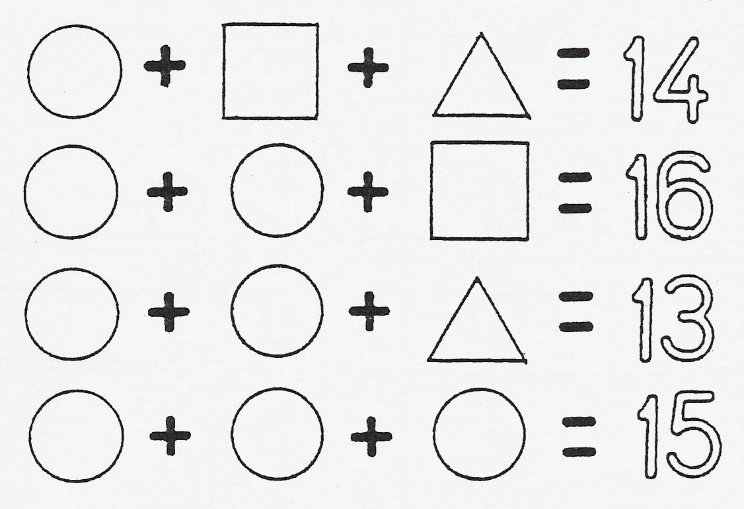 + + = 14
+ + = 16
+ + = 13
+ + = 15